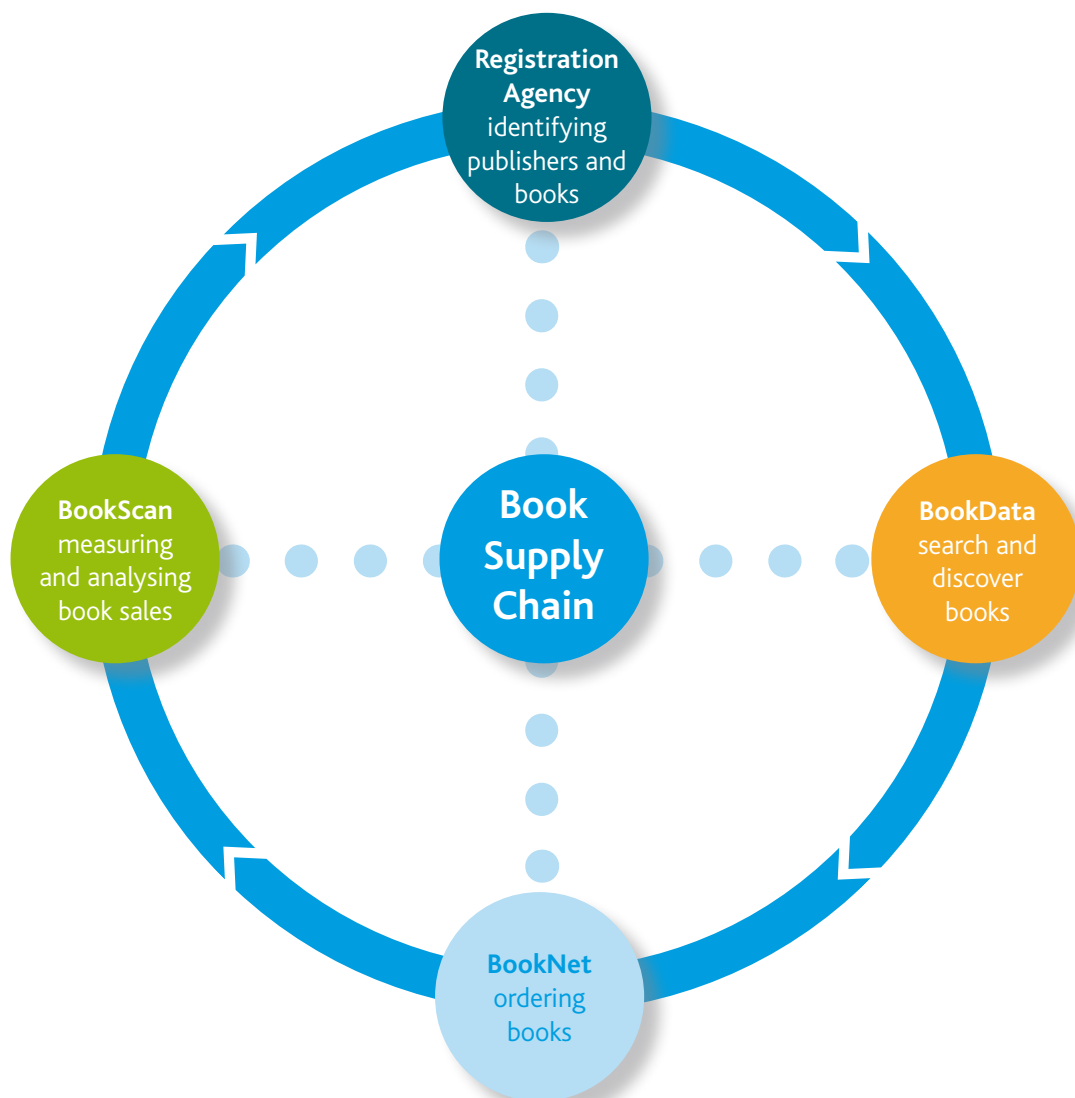 Registration
Agency
identifying
publishers and
books
BookScan
measuring
and analysing
book sales
Book
Supply
Chain
BookData
search and
discover
books
BookNet
ordering
books